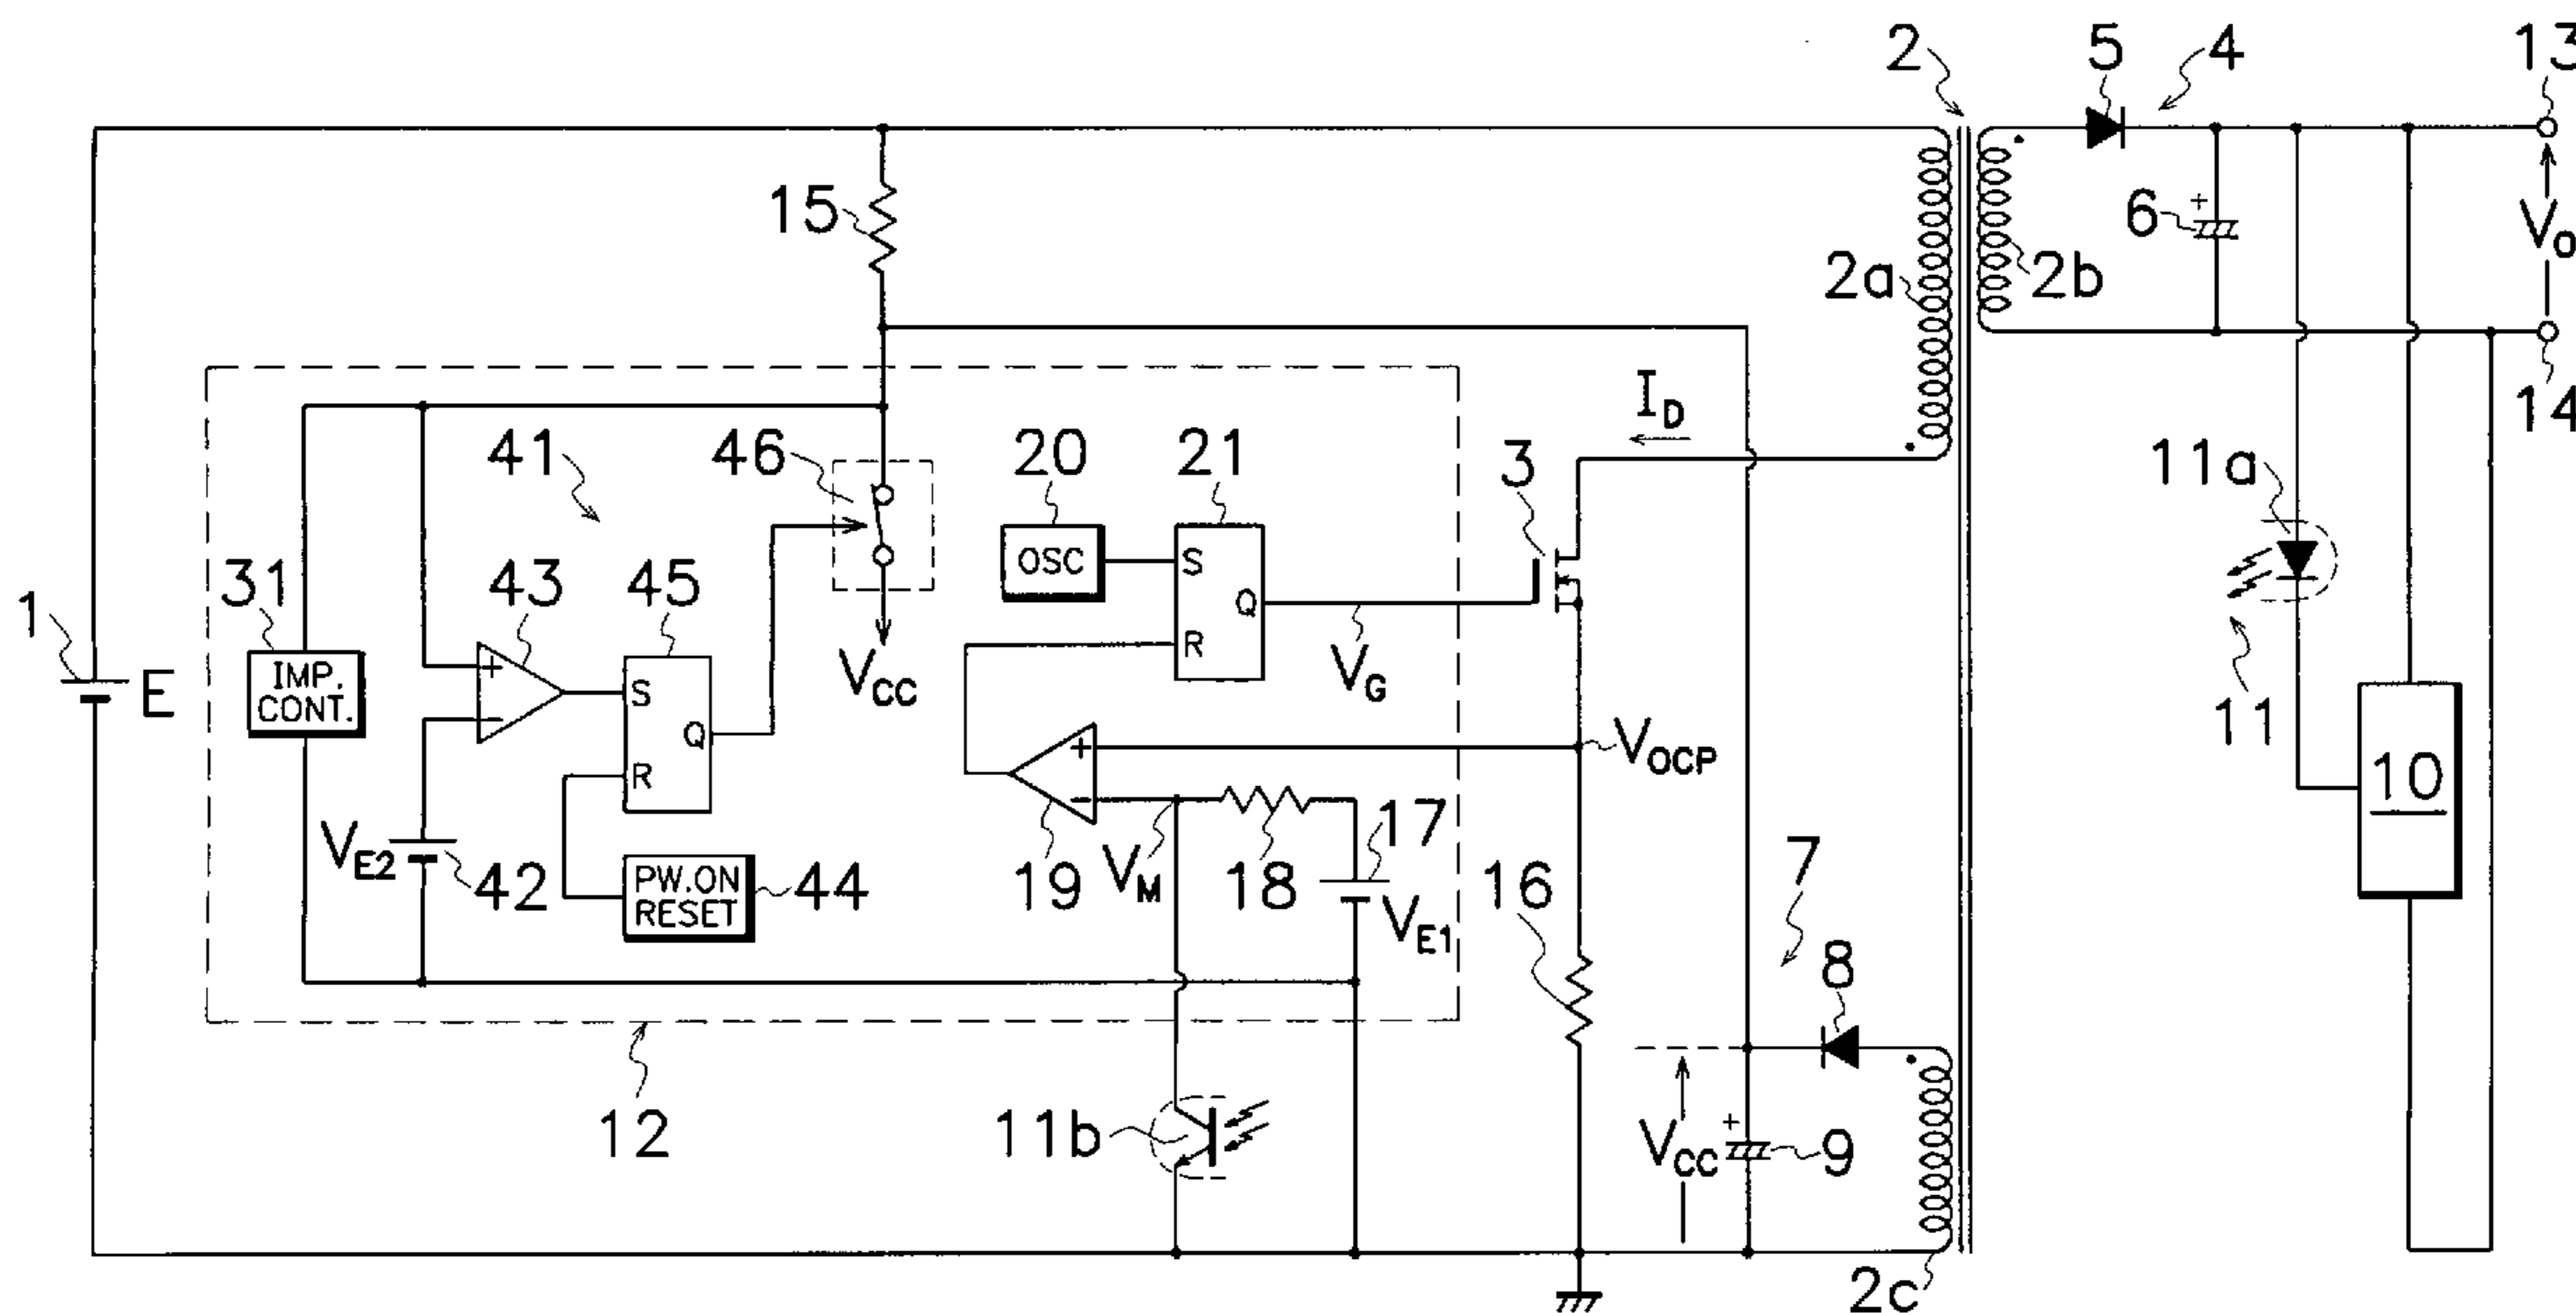 2
5
4
13
15
6
V0
2a
2b
14
ID
41
46
20
21
3
11a
OSC
S
Q
R
31
43
45
1
E
IMP.
CONT.
+
−
S
Q
R
VCC
VG
11
10
VOCP
+
−
VE2
42
PW.ON
RESET
44
19
VM
18
17
VE1
16
7
8
12
11b
VCC
+
9
2c
+